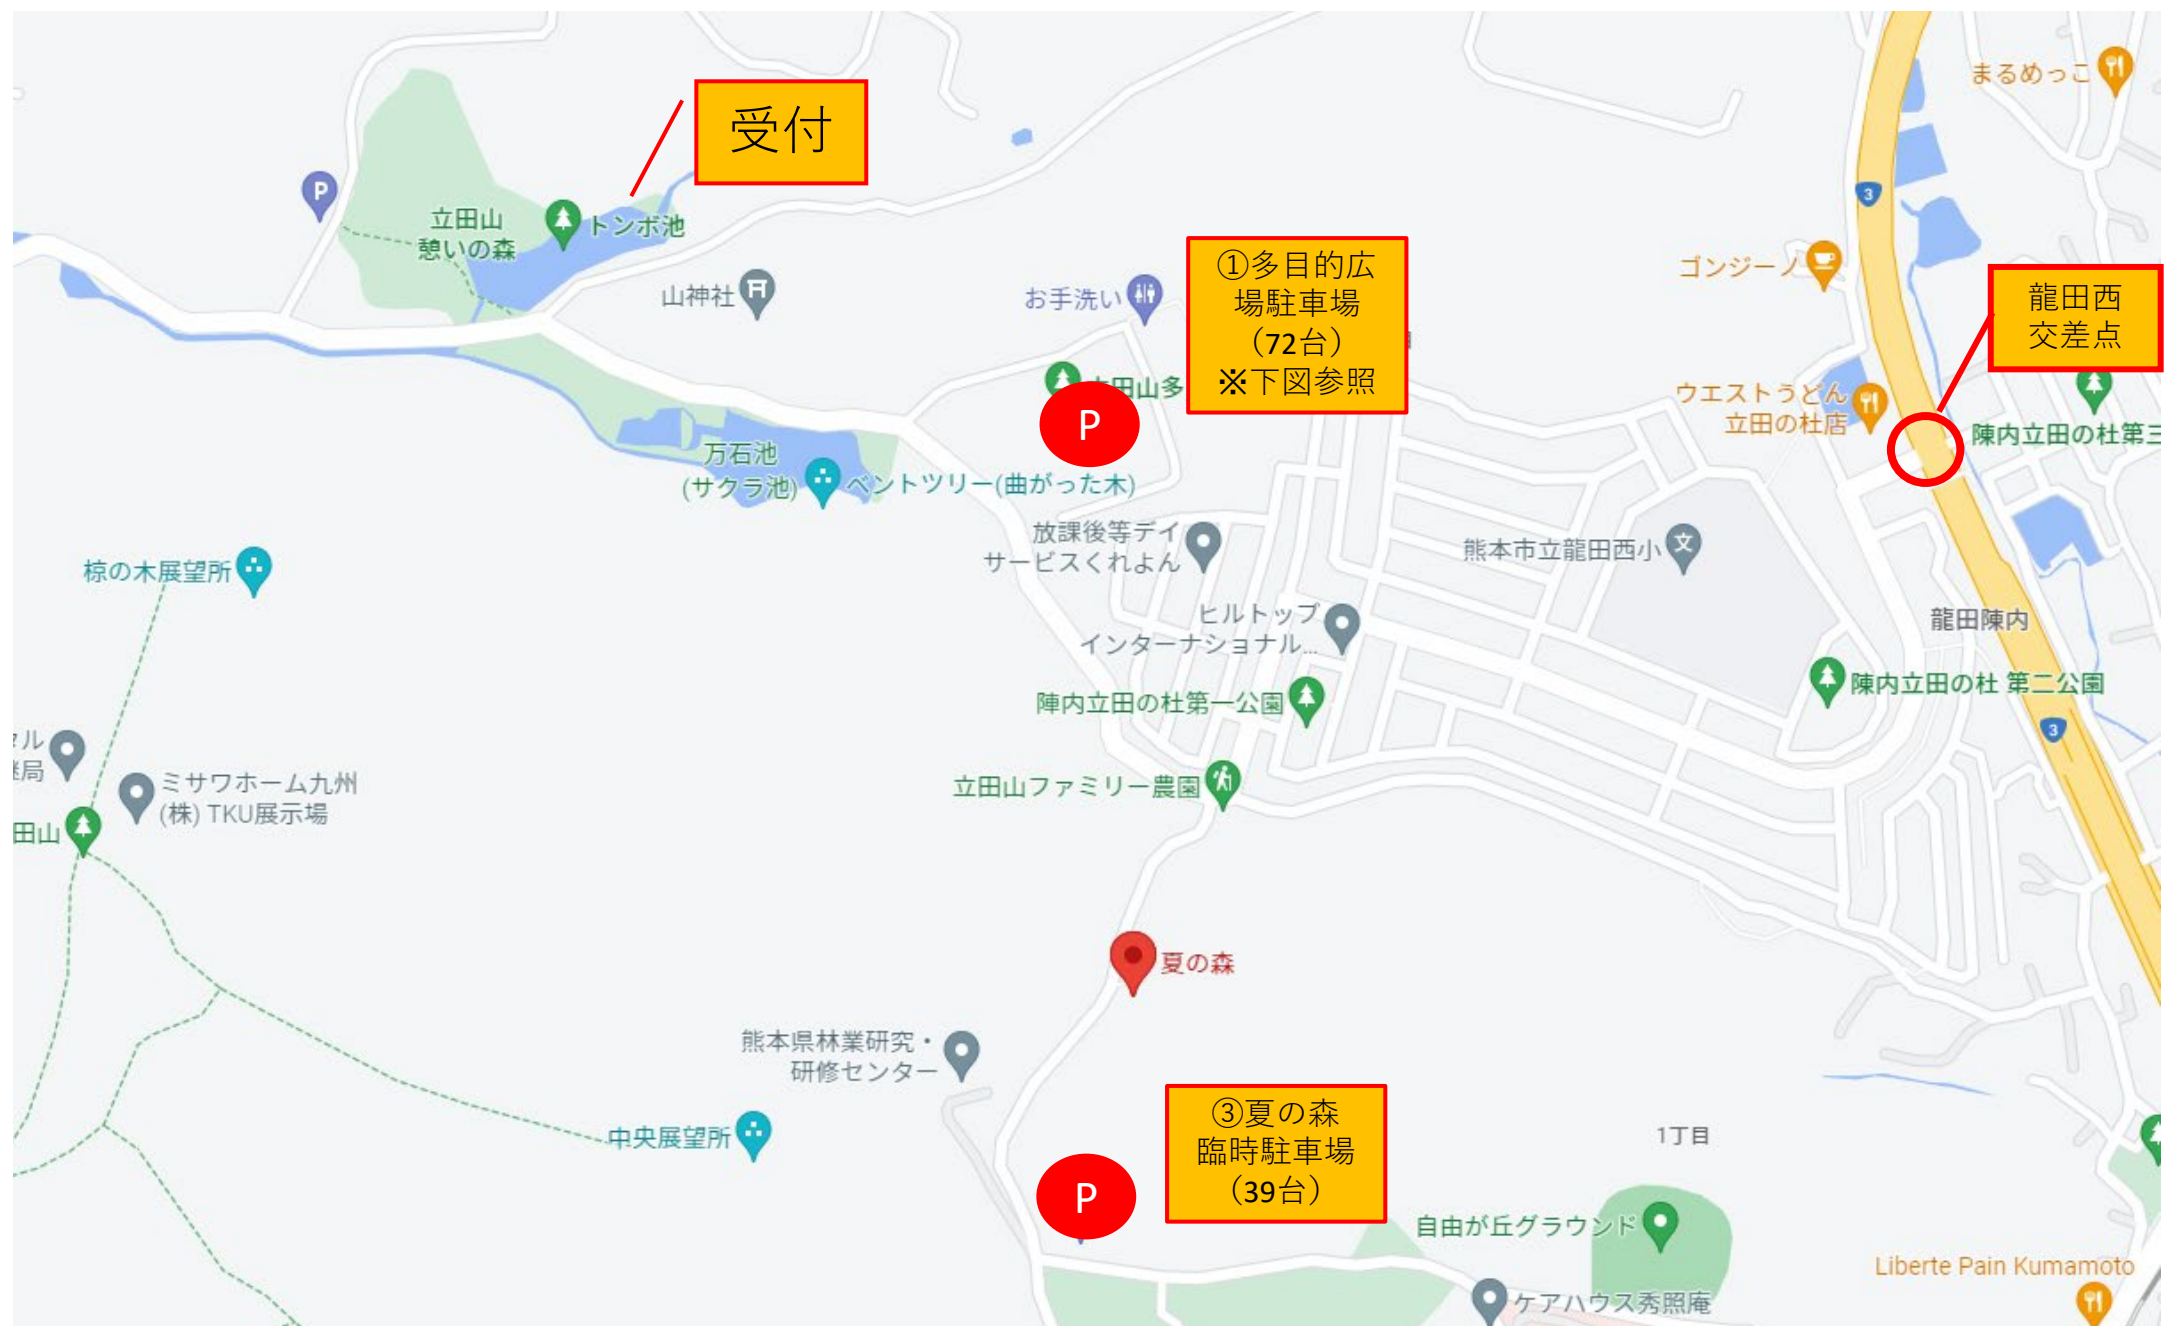 まるめっこ
受付
P
3
立田山
憩いの森
トンボ池
山神社
お手洗い
①多目的広
場駐車場
（72台）
※下図参照
ゴンジーノ
龍田西
交差点
立田山多
P
ウエストうどん
立田の杜店
陳内立田の杜第三
万石池
(サクラ池)
ベントツリー(曲がった木)
放課後等デイ
サービスくれよん
熊本市立龍田西小
文
椋の木展望所
ヒルトップ
インターナショナル...
龍田陳内
陣内立田の杜第一公園
陳内立田の杜 第二公園
3
ミサワホーム九州
(株) TKU展示場
立田山ファミリー農園
田山
夏の森
熊本県林業研究・
研修センター
③夏の森
臨時駐車場
（39台）
中央展望所
1丁目
P
自由が丘グラウンド
Liberte Pain Kumamoto
ケアハウス秀照庵